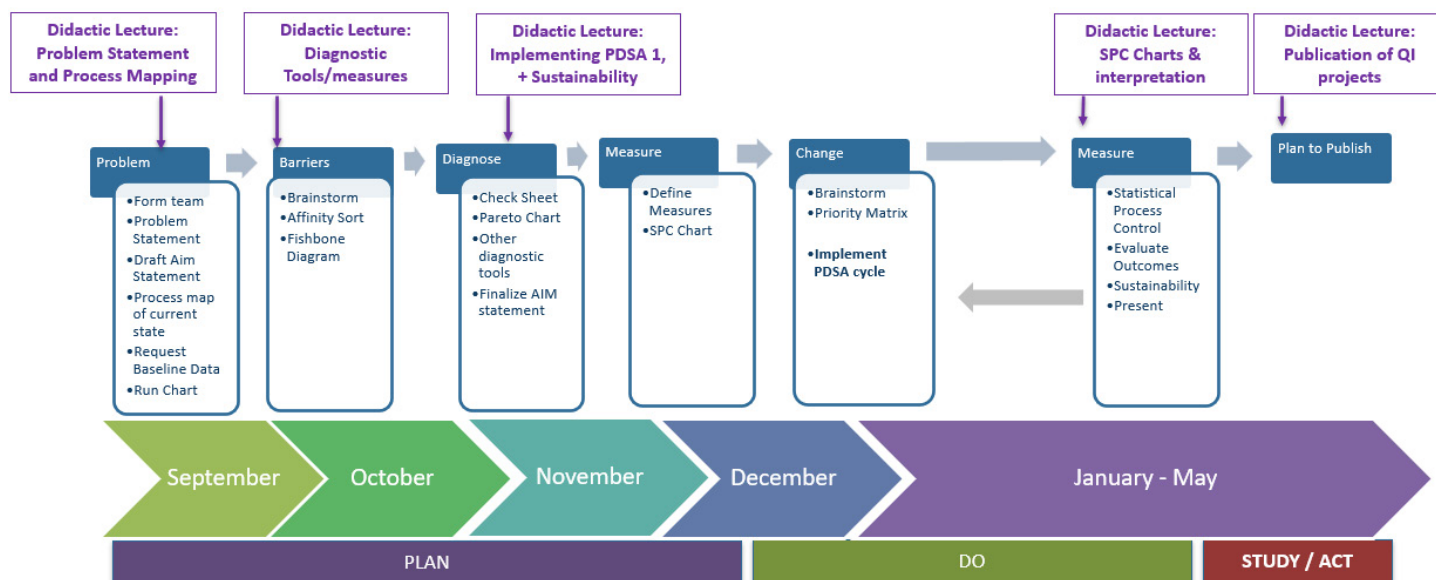 Didactic Lecture:
Problem Statement
and Process Mapping
Didactic Lecture:
Diagnostic
Tools/measures
Didactic Lecture:
Implementing PDSA 1,
+ Sustainability
Didactic Lecture:
SPC Charts &
interpretation
Didactic Lecture:
Publication of QI
projects
Problem
•Form team
•Problem
Statement
•Draft Aim
Statement
•Process map
of current
state
•Request
Baseline Data
•Run Chart
Barriers
•Brainstorm
•Affinity Sort
•Fishbone
Diagram
Diagnose
•Check Sheet
•Pareto Chart
•Other
diagnostic
tools
•Finalize AIM
statement
Measure
•Define
Measures
•SPC Chart
Change
•Brainstorm
•Priority Matrix
•Implement
PDSA cycle
Measure
•Statistical
Process
Control
•Evaluate
Outcomes
•Sustainability
•Present
Plan to Publish
September
October
November
December
January - May
PLAN
DO
STUDY / ACT